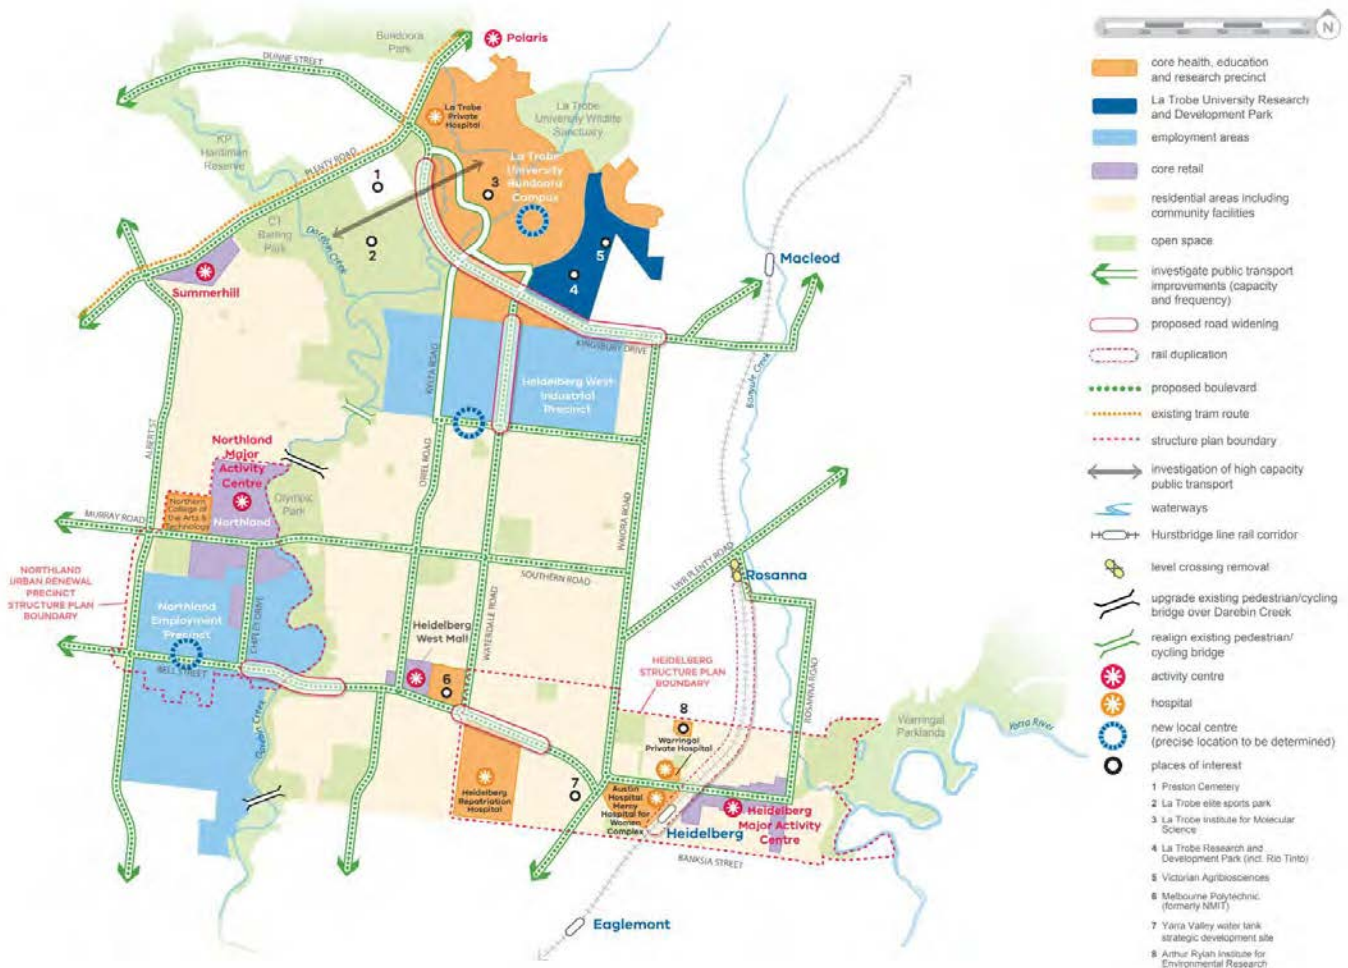 Bundoora
Park
Polaris
DUNNE STREET
La Trobe
Private
Hospital
La Trobe
University Wildlife
Sanctuary
KP
Hardiman
Reserve
PLENTY ROAD
1
3
La Trobe
University
Bundoora
Campus
CT
Barling
Park
Darebin Creek
2
5
4
Summerhill
Macleod
KINGSBURY DRIVE
Banyule Creek
KYLTA ROAD
Heidelberg West
Industrial
Precinct
ALBERT ST
Northland
Major
Activity
Centre
ORIEL ROAD
Northern
College of
the Arts &
Technology
Northland
Olympic
Park
MURRAY ROAD
WAIORA ROAD
NORTHLAND
URBAN RENEWAL
PRECINCT
STRUCTURE PLAN
BOUNDARY
SOUTHERN ROAD
LWR PLENTY ROAD
Rosanna
Northland
Employment
Precinct
CHIPLEY DRIVE
Heidelberg
West Mall
WATERDALE ROAD
BELL STREET
6
HEIDELBERG
STRUCTURE PLAN
BOUNDARY
ROSANNA ROAD
Darebin Creek
8
Warringal
Private Hospital
Warringal
Parklands
Yarra River
Heidelberg
Repatriation
Hospital
7
Austin
Hospital
Mercy
Hospital for
Women
Complex
Heidelberg
Heidelberg
Major Activity
Centre
BANKSIA STREET
Eaglemont
N
core health, education
and research precinct
La Trobe University Research
and Development Park
employment areas
core retail
residential areas including
community facilities
open space
investigate public transport
improvements (capacity
and frequency)
proposed road widening
rail duplication
proposed boulevard
existing tram route
structure plan boundary
investigation of high capacity
public transport
waterways
Hurstbridge line rail corridor
level crossing removal
upgrade existing pedestrian/cycling
bridge over Darebin Creek
realign existing pedestrian/
cycling bridge
activity centre
hospital
new local centre
(precise location to be determined)
places of interest
1 Preston Cemetery
2 La Trobe elite sports park
3 La Trobe Institute for Molecular
Science
4 La Trobe Research and
Development Park (incl. Rio Tinto)
5 Victorian Agribiosciences
6 Melbourne Polytechnic
(formerly NMIT)
7 Yarra Valley water tank
strategic development site
8 Arthur Rylah Institute for
Environmental Research